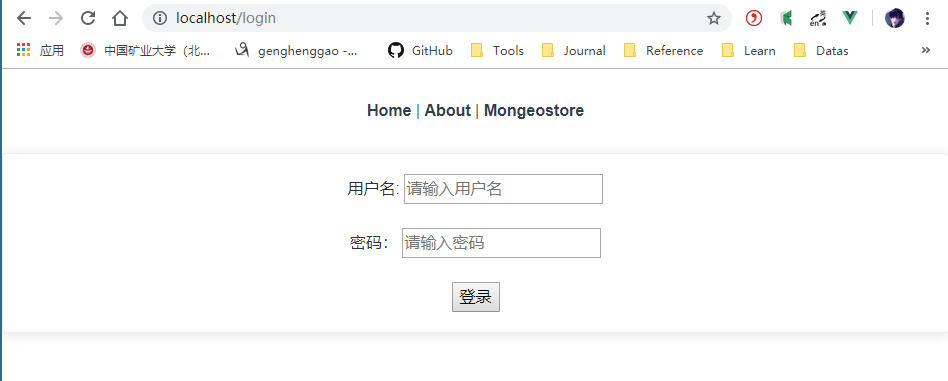 localhost/login
应用 中国矿业大学（北... genghenggao -... GitHub Tools Journal Reference Learn Datas »
Home | About | Mongeostore
用户名: 请输入用户名
密码： 请输入密码
登录